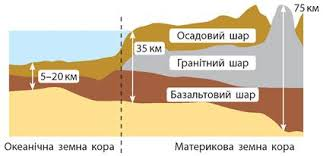 75 км
Осадовий шар
35 км
Гранітний шар
5–20 км
Базальтовий шар
Океанічна земна кора
Материкова земна кора